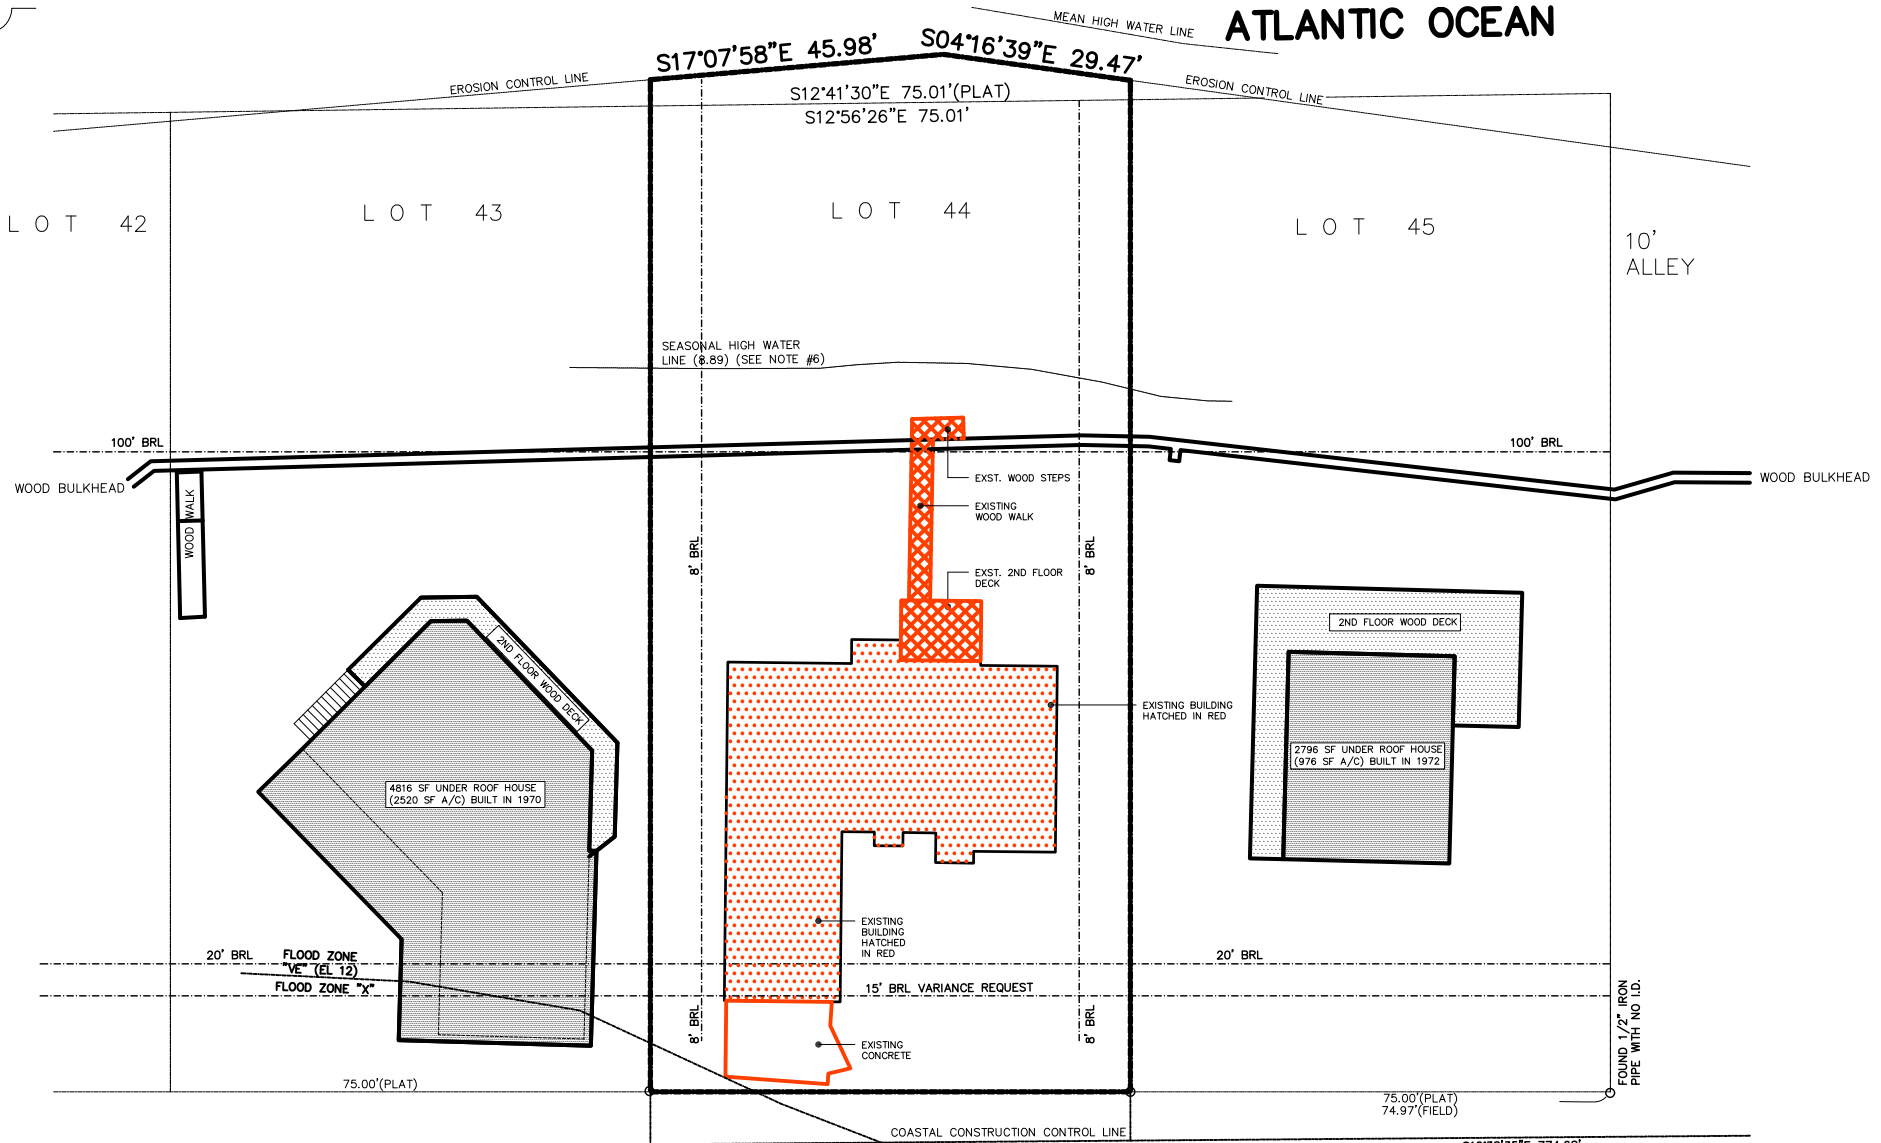 MEAN HIGH WATER LINE
ATLANTIC OCEAN
S17°07'58"E 45.98'
S04°16'39"E 29.47'
EROSION CONTROL LINE
EROSION CONTROL LINE
S12°41'30"E 75.01'(PLAT)
S12°56'26"E 75.01'
LOT 42
LOT 43
LOT 44
LOT 45
10'
ALLEY
SEASONAL HIGH WATER
LINE (8.89) (SEE NOTE #6)
100' BRL
100' BRL
WOOD BULKHEAD
WOOD BULKHEAD
WOOD WALK
EXST. WOOD STEPS
EXISTING
WOOD WALK
8' BRL
8' BRL
EXST. 2ND FLOOR
DECK
2ND FLOOR WOOD DECK
2ND FLOOR WOOD DECK
EXISTING BUILDING
HATCHED IN RED
2796 SF UNDER ROOF HOUSE
(976 SF A/C) BUILT IN 1972
4816 SF UNDER ROOF HOUSE
(2520 SF A/C) BUILT IN 1970
EXISTING
BUILDING
HATCHED
IN RED
20' BRL
FLOOD ZONE
"VE" (EL 12)
FLOOD ZONE "X"
20' BRL
15' BRL VARIANCE REQUEST
8' BRL
8' BRL
EXISTING
CONCRETE
FOUND 1/2" IRON
PIPE WITH NO I.D.
75.00'(PLAT)
75.00'(PLAT)
74.97'(FIELD)
COASTAL CONSTRUCTION CONTROL LINE